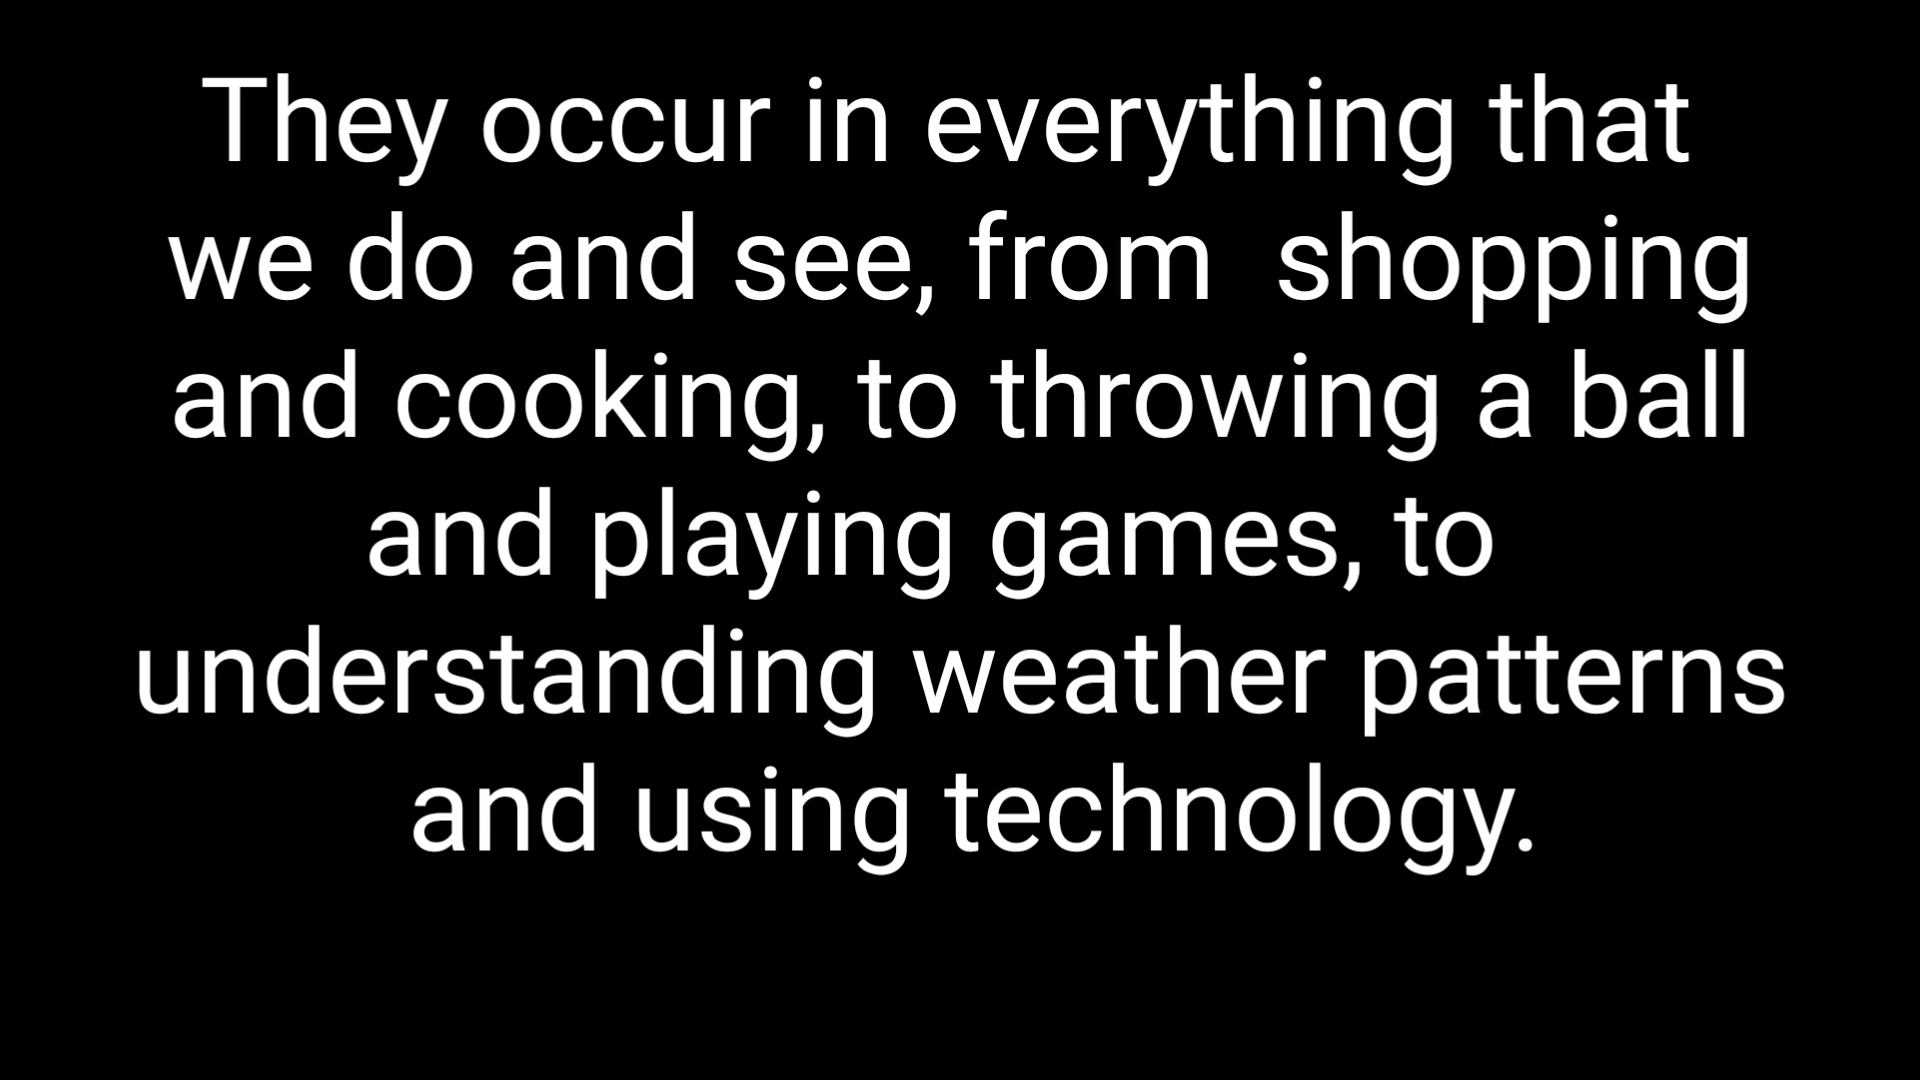 They occur in everything that
we do and see, from  shopping
and cooking, to throwing a ball
and playing games, to
understanding weather patterns
and using technology.